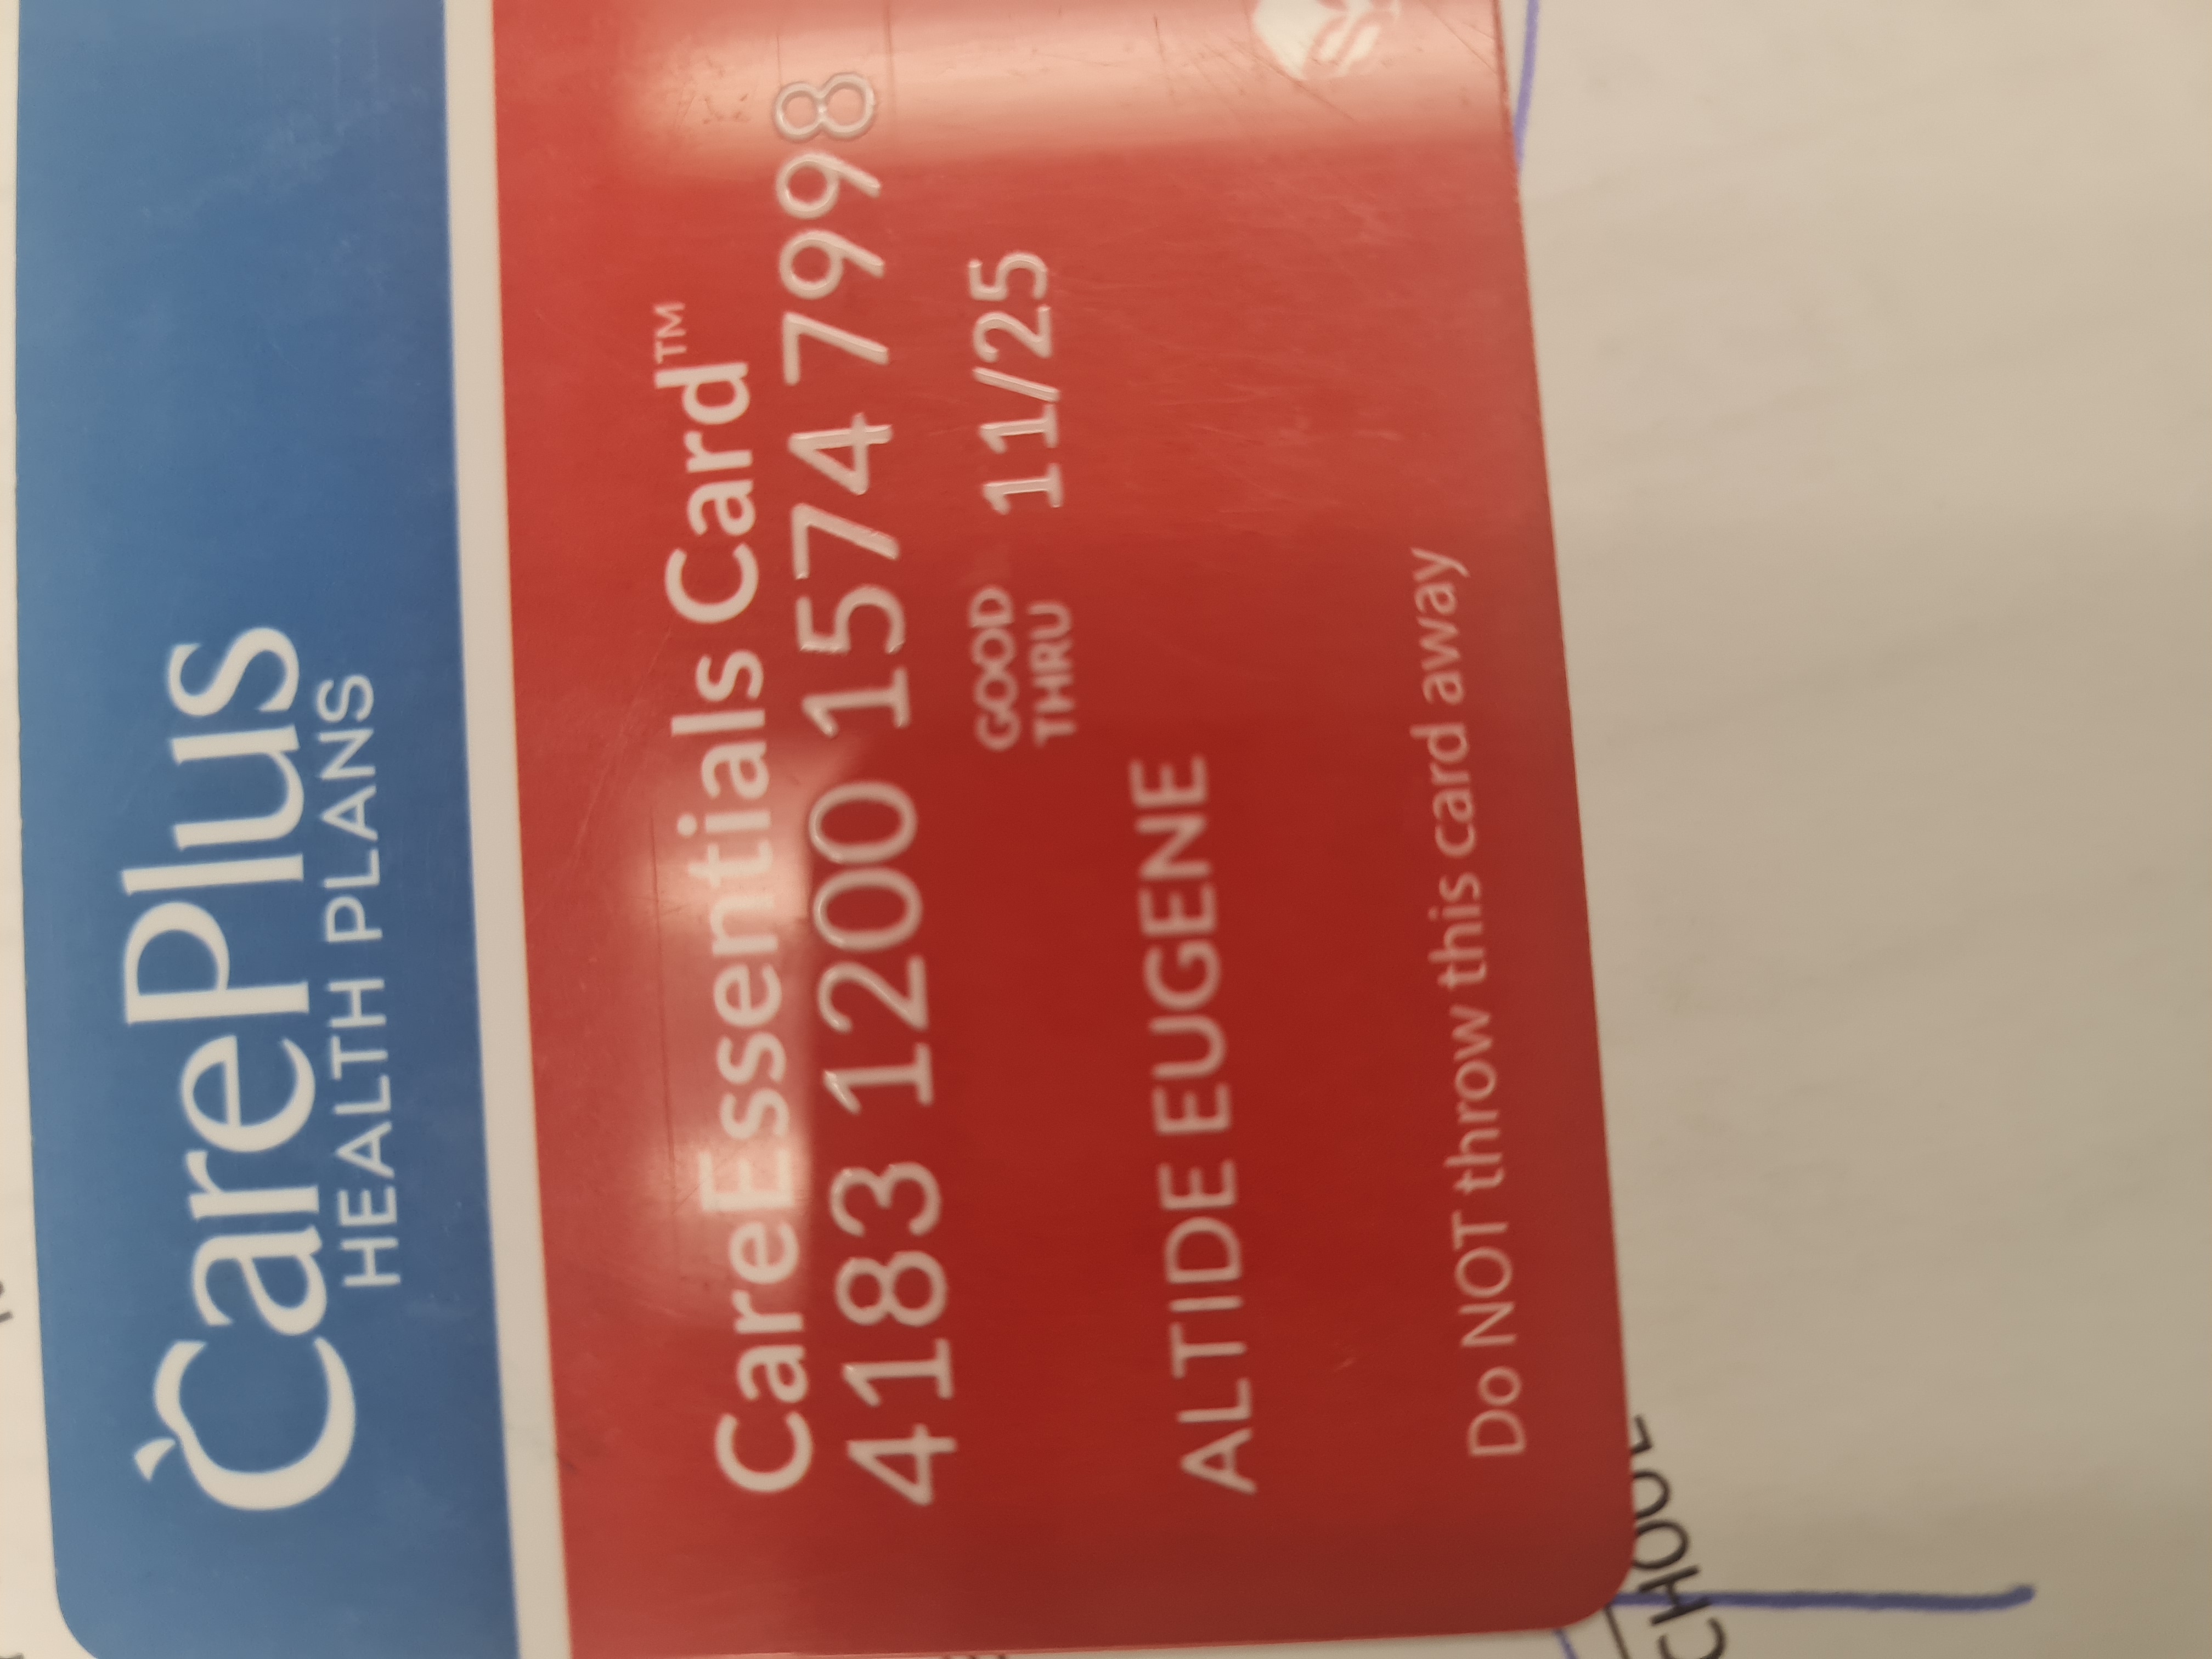 CarePlus
HEALTH PLANS
CareEssentials Card™
4183 1200 1574 7998
GOOD THRU 11/25
ALTIDE EUGENE
Do NOT throw this card away
CHOOL